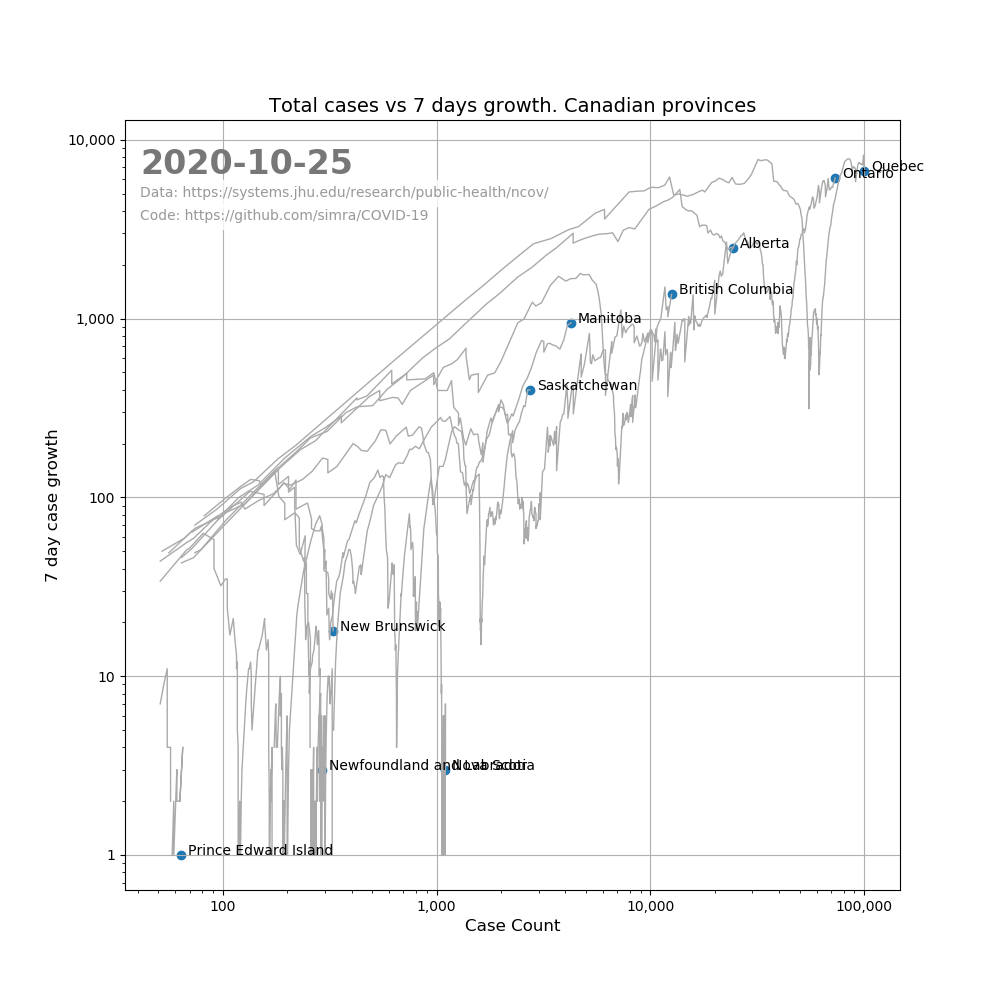 Total cases vs 7 days growth. Canadian provinces
10,000
2020-10-25
Quebec
Ontario
Data: https://systems.jhu.edu/research/public-health/ncov/
Code: https://github.com/simra/COVID-19
Alberta
British Columbia
1,000
Manitoba
Saskatchewan
100
7 day case growth
New Brunswick
10
Newfoundland and Labrador
Nova Scotia
Prince Edward Island
1
100
1,000
10,000
100,000
Case Count